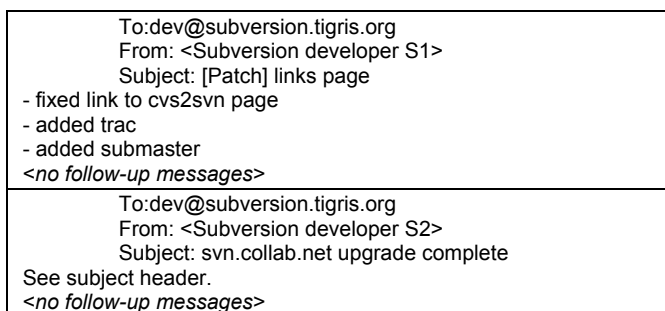 To:dev@subversion.tigris.org
From: <Subversion developer S1>
Subject: [Patch] links page
- fixed link to cvs2svn page
- added trac
- added submaster
<no follow-up messages>
To:dev@subversion.tigris.org
From: <Subversion developer S2>
Subject: svn.collab.net upgrade complete
See subject header.
<no follow-up messages>